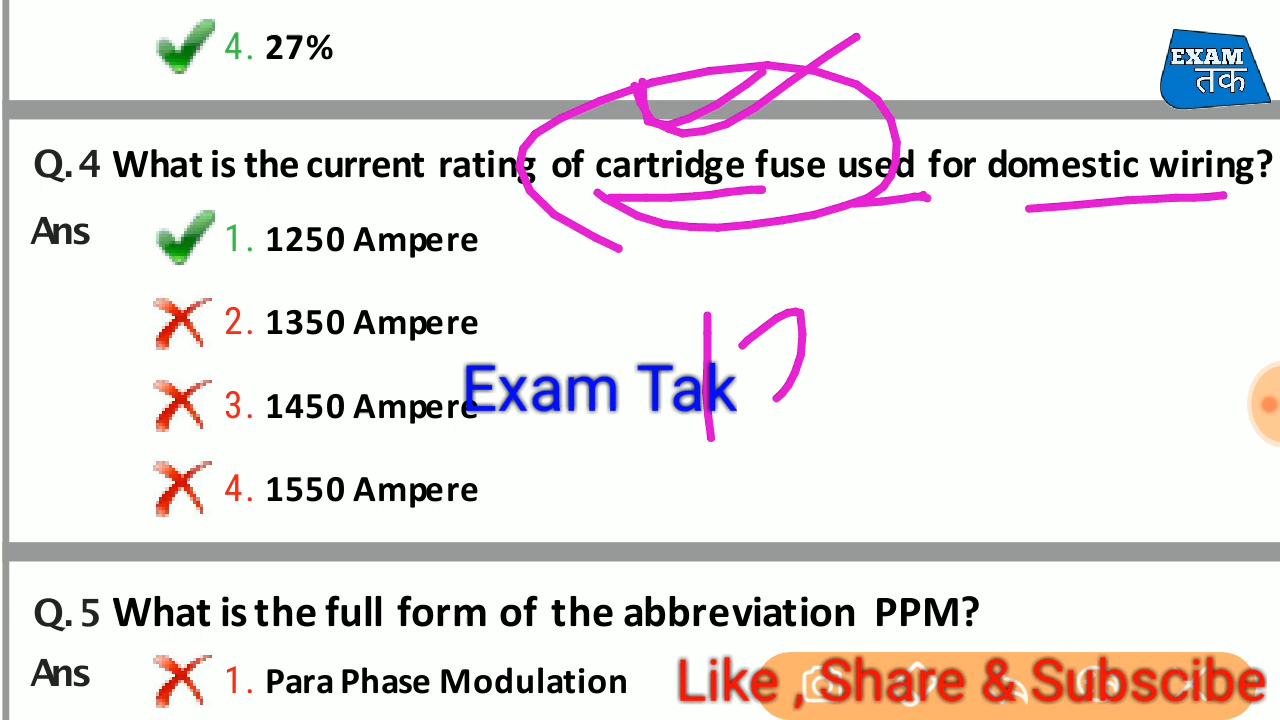 4. 27%
EXAM
तक
Q.4 What is the current rating of cartridge fuse used for domestic wiring?
Ans
1. 1250 Ampere
2. 1350 Ampere
3. 1450 Ampere
Exam Tak
12
4. 1550 Ampere
Q.5 What is the full form of the abbreviation PPM?
Ans
1. Para Phase Modulation
Like , Share & Subscibe